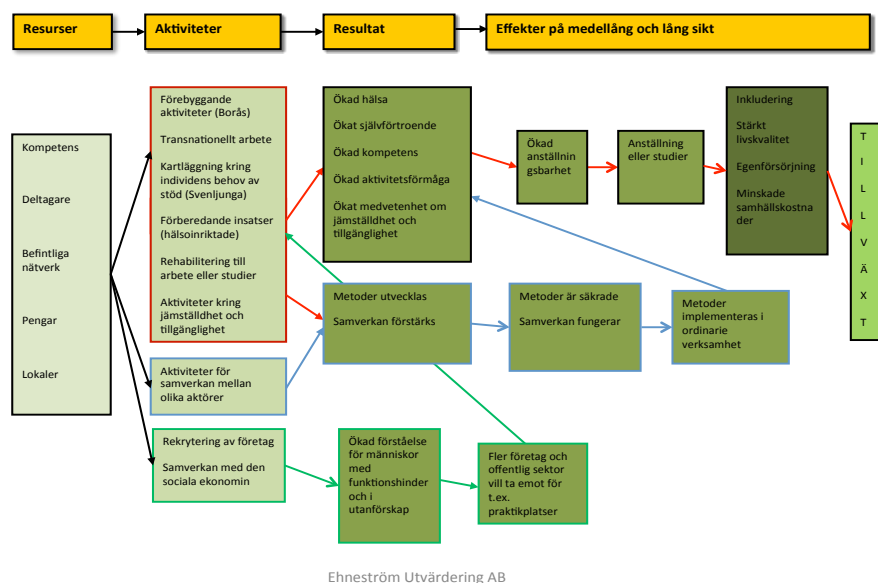 Resurser
Aktiviteter
Resultat
Effekter på medellång och lång sikt
Kompetens
Deltagare
Befintliga
nätverk
Pengar
Lokaler
Förebyggande
aktiviteter (Borås)
Transnationellt arbete
Kartläggning kring
individens behov av
stöd (Svenljunga)
Förberedande insatser
(hälsoinriktade)
Rehabilitering till
arbete eller studier
Aktiviteter kring
jämställdhet och
tillgänglighet
Aktiviteter för
samverkan mellan
olika aktörer
Rekrytering av företag
Samverkan med den
sociala ekonomin
Ökad hälsa
Ökat självförtroende
Ökad kompetens
Ökad aktivitetsförmåga
Ökat medvetenhet om
jämställdhet och
tillgänglighet
Metoder utvecklas
Samverkan förstärks
Ökad förståelse
för människor
med
funktionshinder
och i
utanförskap
Ökad
anställnin
gsbarhet
Anställning
eller studier
Metoder är säkrade
Samverkan fungerar
Metoder
implementeras i
ordinarie
verksamhet
Fler företag och
offentlig sektor
vill ta emot för
t.ex.
praktikplatser
Inkludering
Stärkt
livskvalitet
Egenförsörjning
Minskade
samhällskostna
der
T
I
L
L
V
Ä
X
T
Ehneström Utvärdering AB